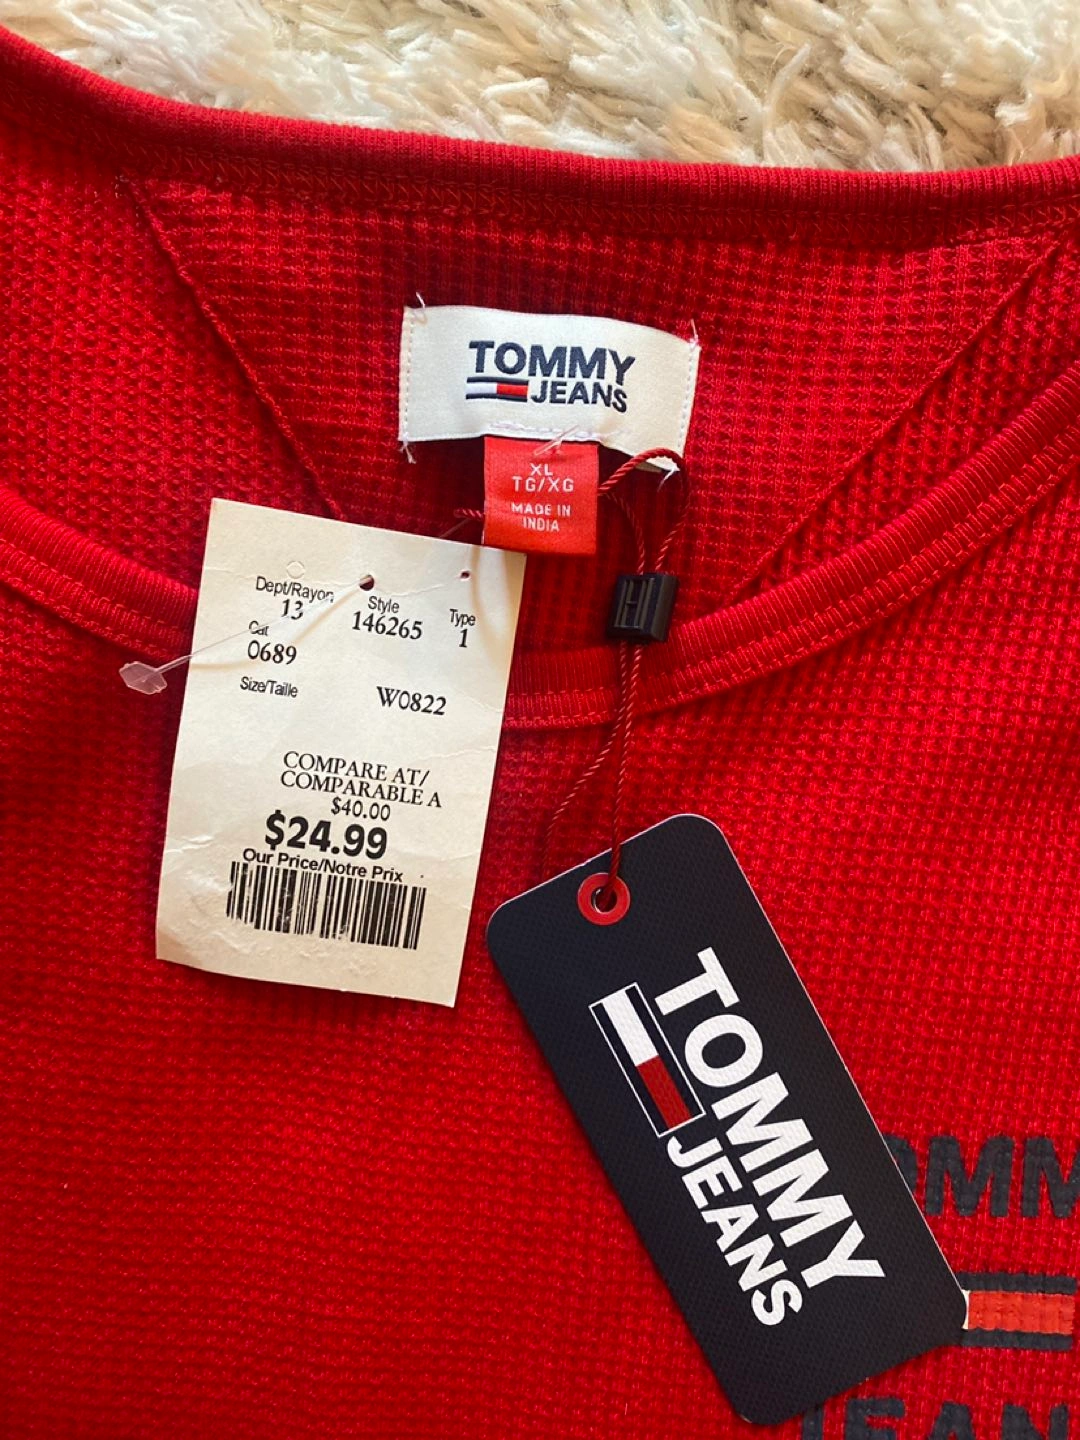 TOMMY
JEANS
XL
TG/XG
MADE IN
INDIA
Dept/Rayon
13
Style
146265
Type
1
Cat
0689
Size/Taille
W0822
COMPARE AT/
COMPARABLE A
$40.00
$24.99
Our Price/Notre Prix
TOMMY
JEANS
OMM
JEAN